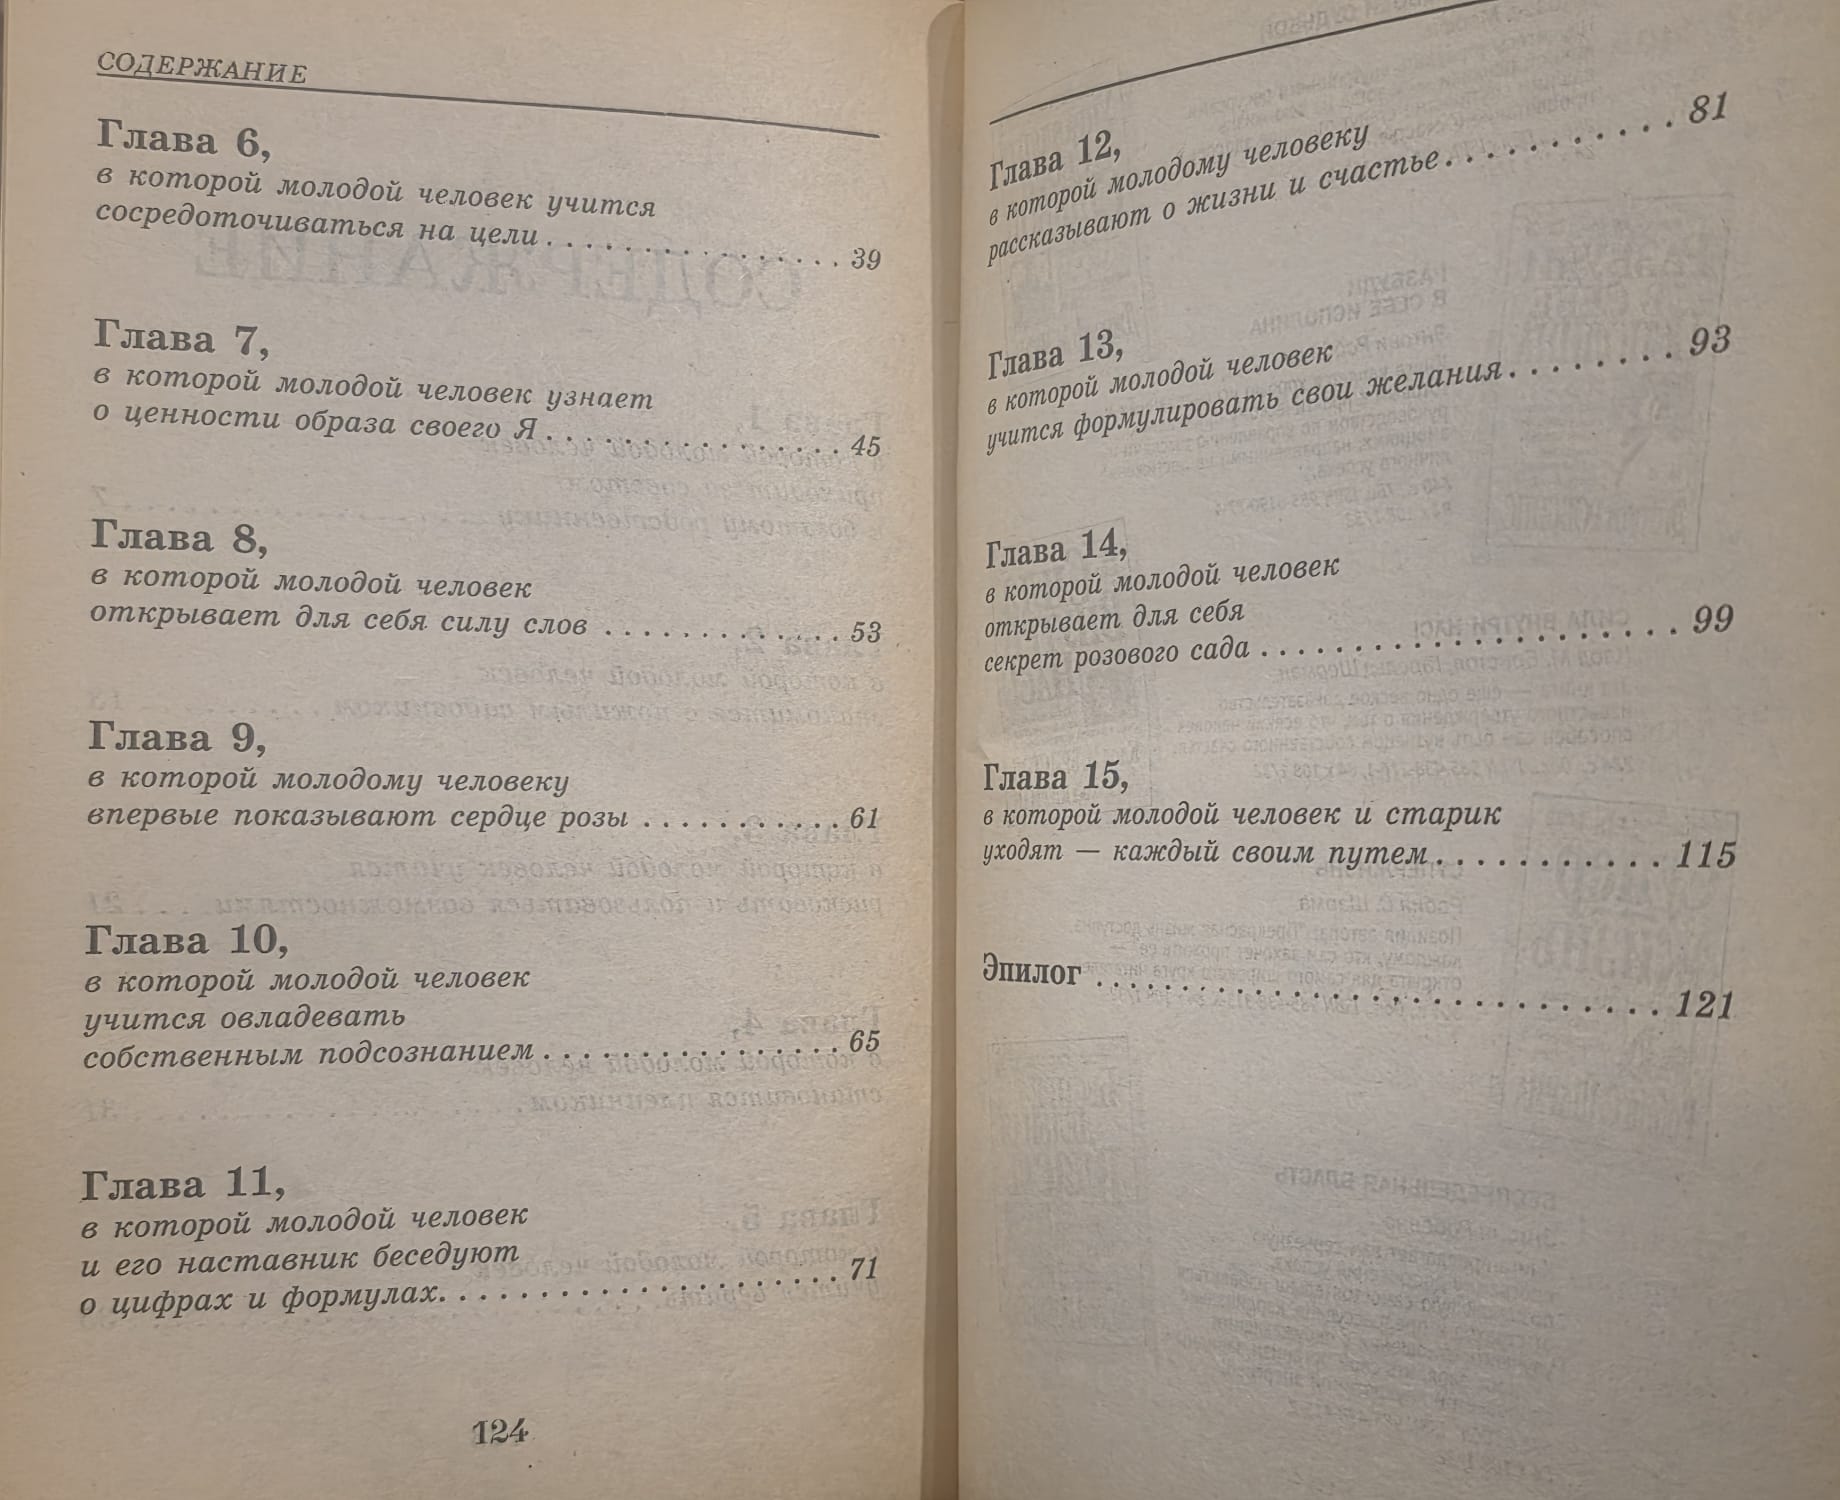 СОДЕРЖАНИЕ
Глава 6,
в которой молодой человек учится
сосредоточиваться на цели . . . . . . . . . . . . . . . 39
Глава 7,
в которой молодой человек узнает
о ценности образа своего Я . . . . . . . . . . . . . . . 45
Глава 8,
в которой молодой человек
открывает для себя силу слов . . . . . . . . . . . . . 53
Глава 9,
в которой молодому человеку
впервые показывают сердце розы . . . . . . . . . . . 61
Глава 10,
в которой молодой человек
учится овладевать
собственным подсознанием . . . . . . . . . . . . . . . . 65
Глава 11,
в которой молодой человек
и его наставник беседуют
о цифрах и формулах. . . . . . . . . . . . . . . . . . . . . 71
124
Глава 12,
в которой молодому человеку
рассказывают о жизни и счастье . . . . . . . . . . . . 81
Глава 13,
в которой молодой человек
учится формулировать свои желания . . . . . . . . . 93
Глава 14,
в которой молодой человек
открывает для себя
секрет розового сада . . . . . . . . . . . . . . . . . . . 99
Глава 15,
в которой молодой человек и старик
уходят — каждый своим путем . . . . . . . . . . . 115
Эпилог . . . . . . . . . . . . . . . . . . . . . . . . . . 121